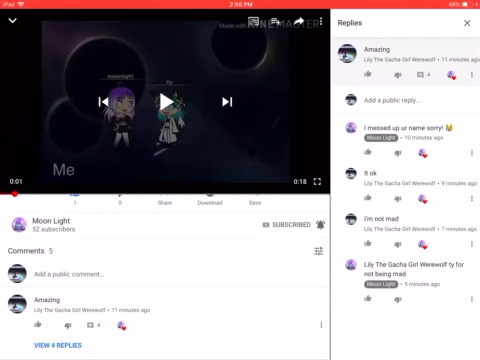 iPad
2:55 PM
Made with KINEMASTER
moonlight
lily
Me
0:01
0:18
1
0
Share
Download
Save
Moon Light
52 subscribers
SUBSCRIBED
Comments 5
Add a public comment...
Amazing
Lily The Gacha Girl Werewolf • 11 minutes ago
4
VIEW 4 REPLIES
Replies
Amazing
Lily The Gacha Girl Werewolf • 11 minutes ago
4
Add a public reply...
I messed up ur name sorry! 😿
Moon Light • 10 minutes ago
It ok
Lily The Gacha Girl Werewolf • 9 minutes ago
I'm not mad
Lily The Gacha Girl Werewolf • 7 minutes ago
Lily The Gacha Girl Werewolf ty for
not being mad
Moon Light • 5 minutes ago